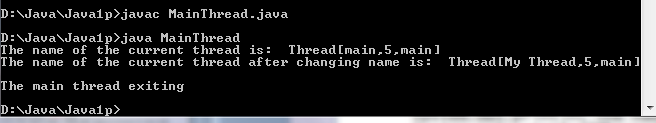 D:\Java\Java1p>javac MainThread.java
D:\Java\Java1p>java MainThread
The name of the current thread is:  Thread[main,5,main]
The name of the current thread after changing name is:  Thread[My Thread,5,main]
The main thread exiting
D:\Java\Java1p>